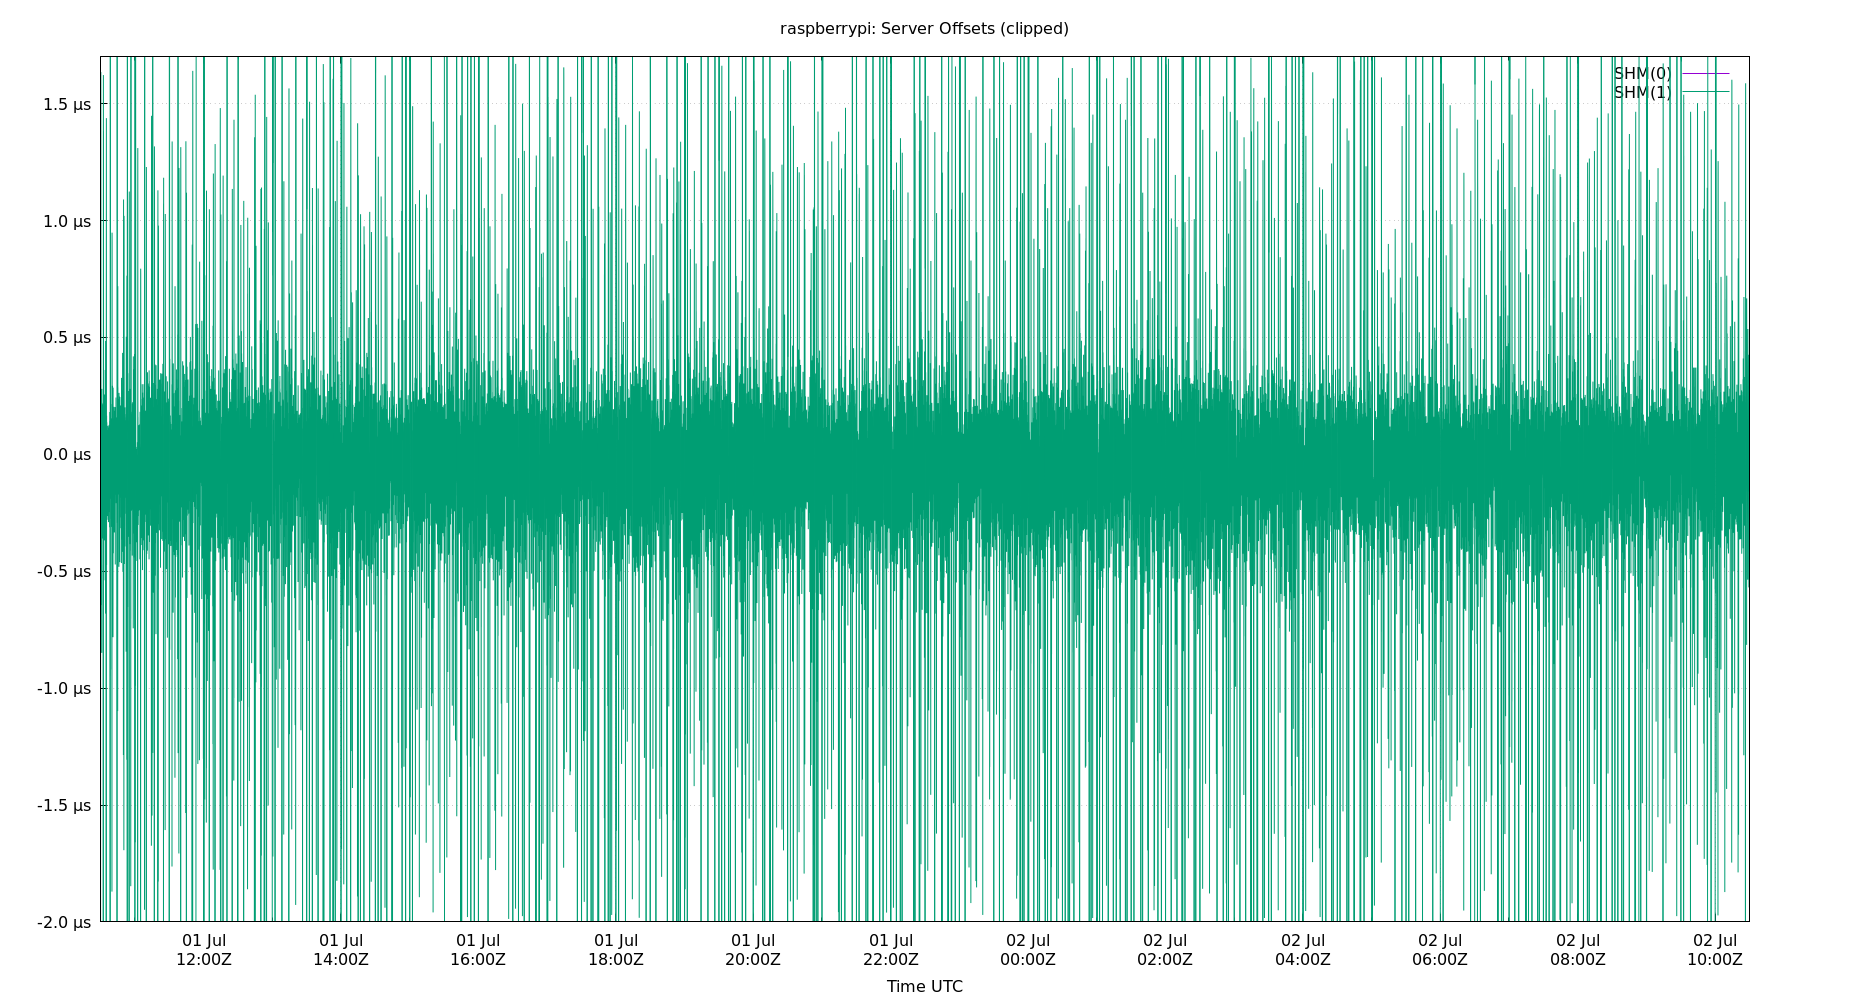 raspberrypi: Server Offsets (clipped)
SHM(0)
SHM(1)
1.5 µs
1.0 µs
0.5 µs
0.0 µs
-0.5 µs
-1.0 µs
-1.5 µs
-2.0 µs
01 Jul 01 Jul 01 Jul 01 Jul 01 Jul 01 Jul 02 Jul 02 Jul 02 Jul 02 Jul 02 Jul 02 Jul
12:00Z 14:00Z 16:00Z 18:00Z 20:00Z 22:00Z 00:00Z 02:00Z 04:00Z 06:00Z 08:00Z 10:00Z
Time UTC